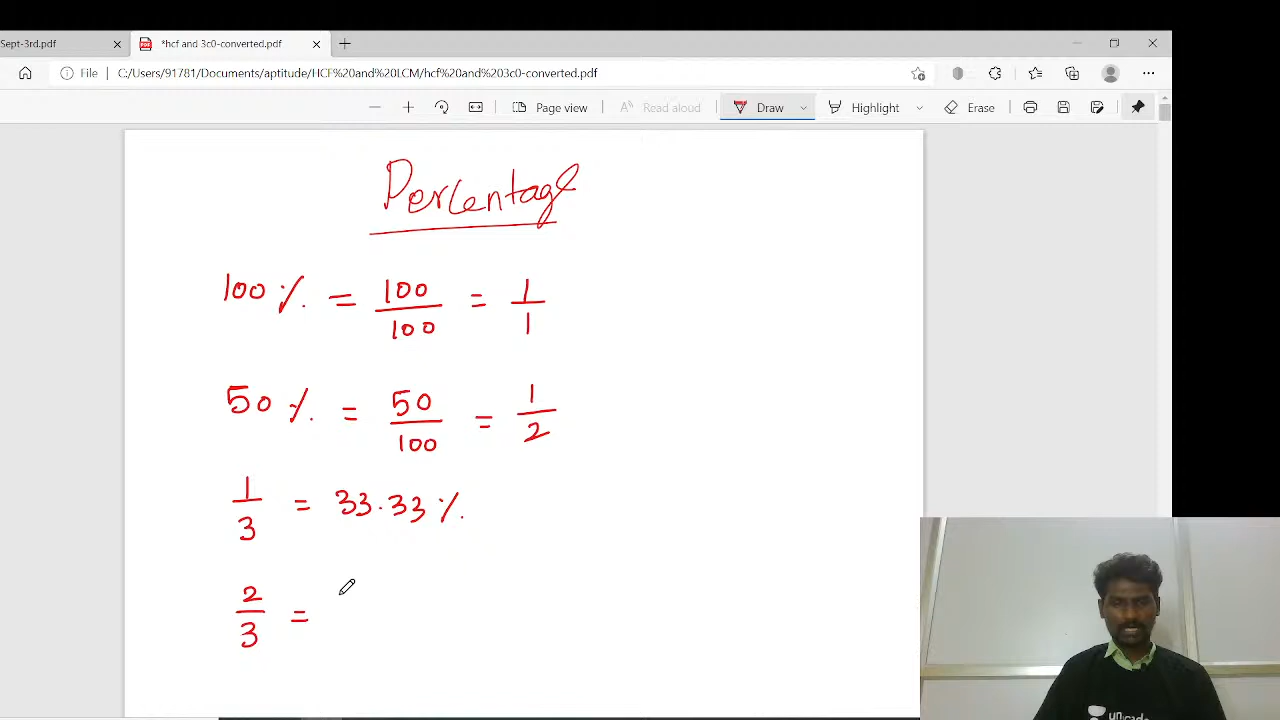 Sept-3rd.pdf
*hcf and 3c0-converted.pdf
File C:/Users/91781/Documents/aptitude/HCF%20and%20LCM/hcf%20and%203c0-converted.pdf
Page view Read aloud Draw Highlight Erase
Percentage
100 % = 100/100 = 1/1
50 % = 50/100 = 1/2
1/3 = 33.33 %
2/3 =